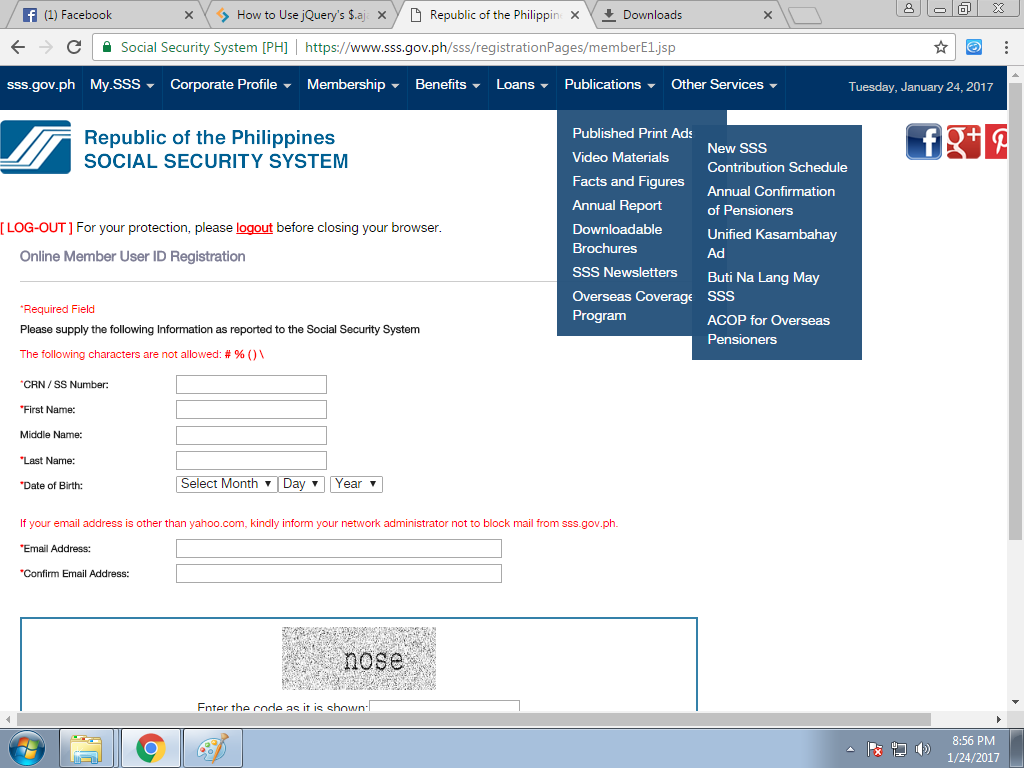 (1) Facebook
How to Use jQuery's $.aj
Republic of the Philippin
Downloads
Social Security System [PH]
https://www.sss.gov.ph/sss/registrationPages/memberE1.jsp
sss.gov.ph
My.SSS
Corporate Profile
Membership
Benefits
Loans
Publications
Other Services
Tuesday, January 24, 2017
Republic of the Philippines
SOCIAL SECURITY SYSTEM
Published Print Ads
Video Materials
Facts and Figures
Annual Report
Downloadable
Brochures
SSS Newsletters
Overseas Coverage
Program
New SSS
Contribution Schedule
Annual Confirmation
of Pensioners
Unified Kasambahay
Ad
Buti Na Lang May
SSS
ACOP for Overseas
Pensioners
[ LOG-OUT ] For your protection, please logout before closing your browser.
Online Member User ID Registration
*Required Field
Please supply the following Information as reported to the Social Security System
The following characters are not allowed: # % ( ) \
*CRN / SS Number:
*First Name:
Middle Name:
*Last Name:
*Date of Birth:
Select Month
Day
Year
If your email address is other than yahoo.com, kindly inform your network administrator not to block mail from sss.gov.ph.
*Email Address:
*Confirm Email Address:
nose
Enter the code as it is shown:
8:56 PM
1/24/2017